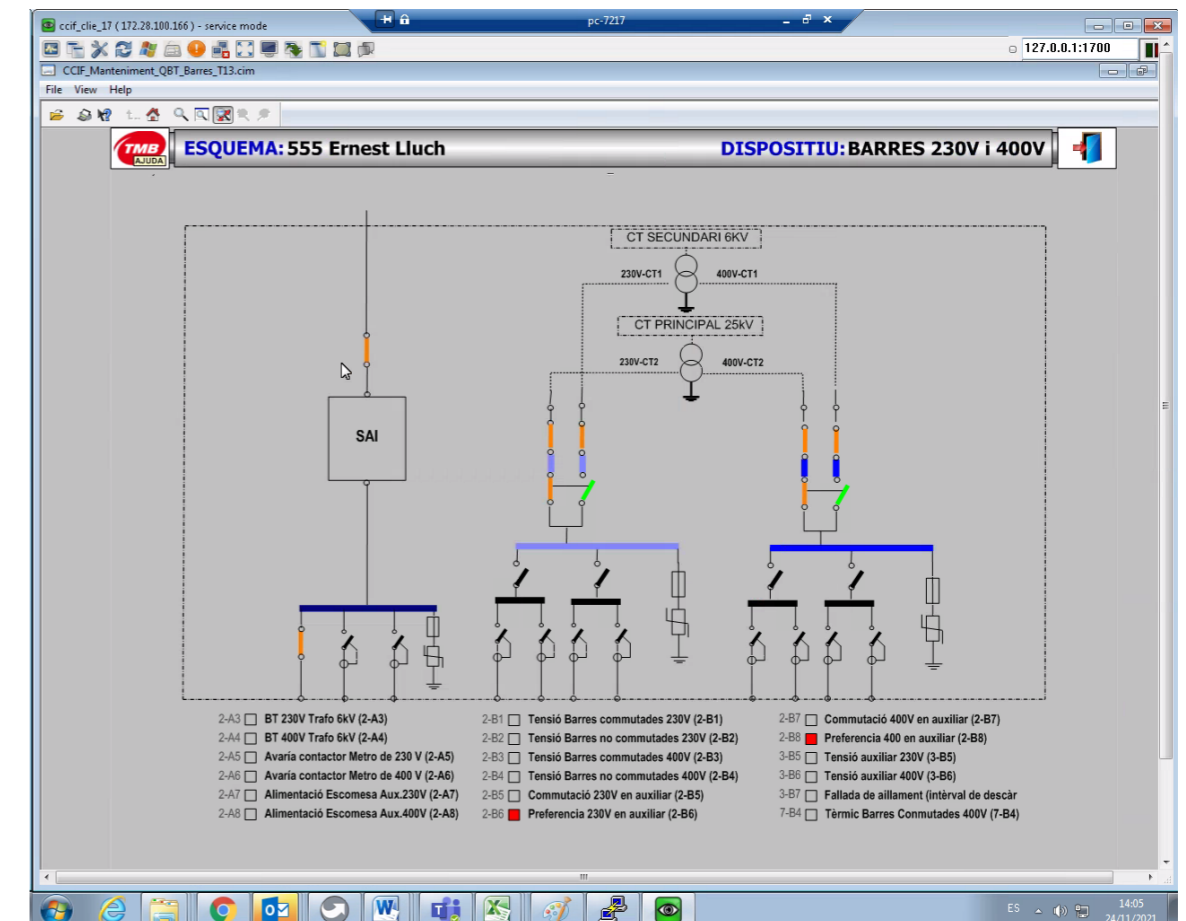 ccif_clie_17 ( 172.28.100.166 ) - service mode
pc-7217
127.0.0.1:1700
CCIF_Manteniment_QBT_Barres_T13.cim
File View Help
TMB
AJUDA
ESQUEMA: 555 Ernest Lluch
DISPOSITIU: BARRES 230V i 400V
CT SECUNDARI 6KV
230V-CT1
400V-CT1
CT PRINCIPAL 25kV
230V-CT2
400V-CT2
SAI
2-A3 BT 230V Trafo 6kV (2-A3)
2-A4 BT 400V Trafo 6kV (2-A4)
2-A5 Avaría contactor Metro de 230 V (2-A5)
2-A6 Avaría contactor Metro de 400 V (2-A6)
2-A7 Alimentació Escomesa Aux.230V (2-A7)
2-A8 Alimentació Escomesa Aux.400V (2-A8)
2-B1 Tensió Barres commutades 230V (2-B1)
2-B2 Tensió Barres no commutades 230V (2-B2)
2-B3 Tensió Barres commutades 400V (2-B3)
2-B4 Tensió Barres no commutades 400V (2-B4)
2-B5 Commutació 230V en auxiliar (2-B5)
2-B6 Preferencia 230V en auxiliar (2-B6)
2-B7 Commutació 400V en auxiliar (2-B7)
2-B8 Preferencia 400 en auxiliar (2-B8)
3-B5 Tensió auxiliar 230V (3-B5)
3-B6 Tensió auxiliar 400V (3-B6)
3-B7 Fallada de aillament (intèrval de descàr
7-B4 Tèrmic Barres Conmutades 400V (7-B4)
ES
14:05
24/11/2021